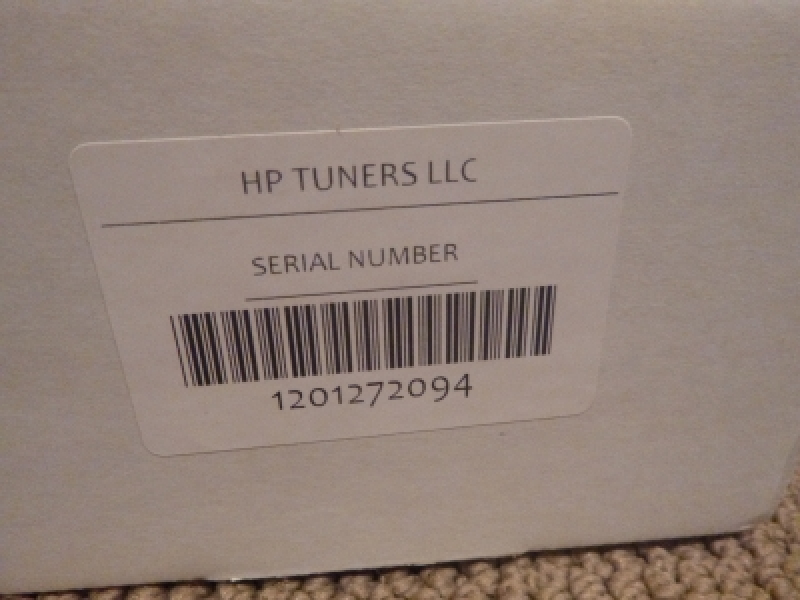 HP TUNERS LLC
SERIAL NUMBER
1201272094